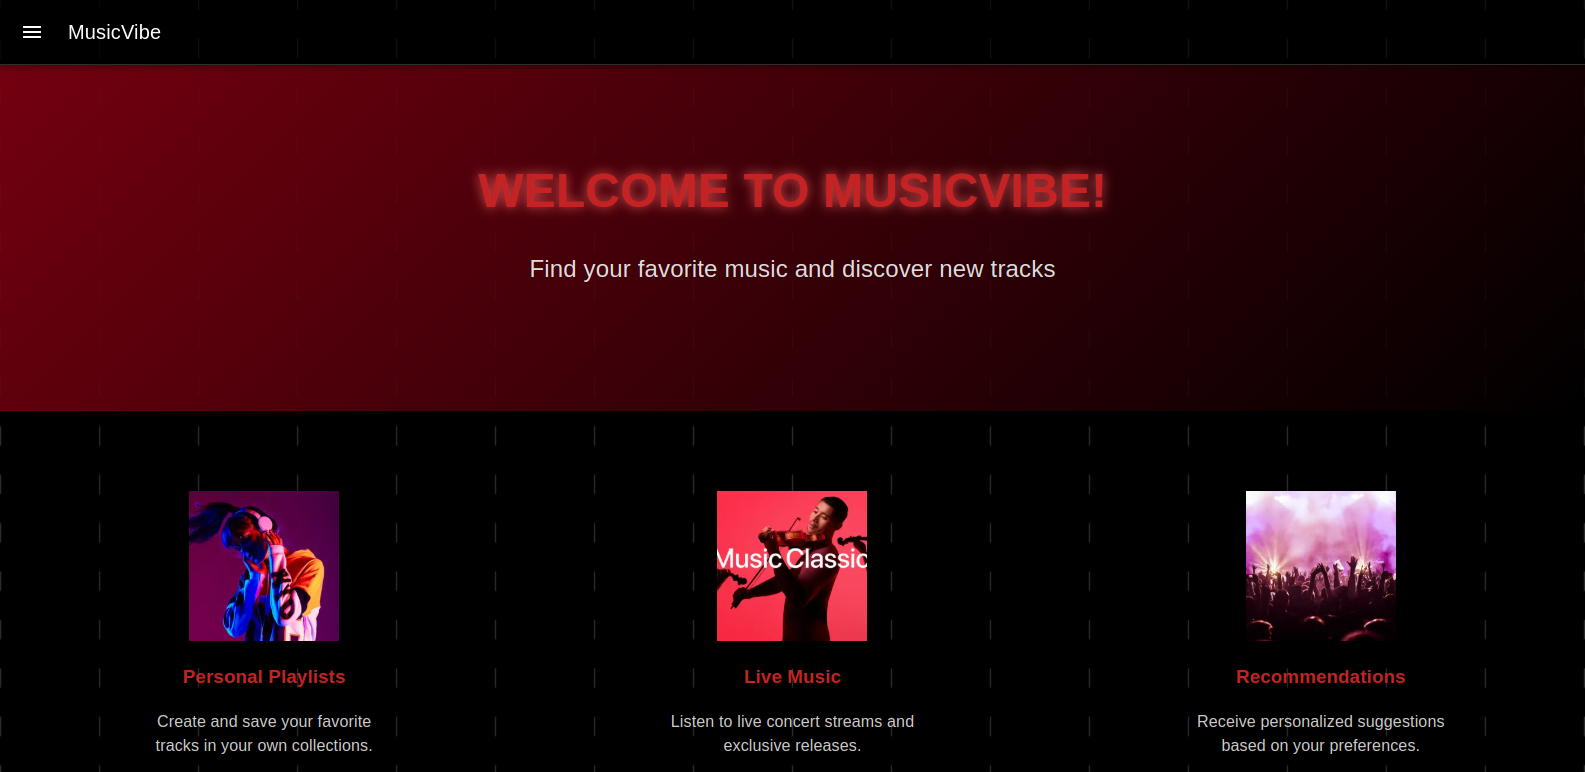 MusicVibe
WELCOME TO MUSICVIBE!
Find your favorite music and discover new tracks
Music Classic
Personal Playlists
Create and save your favorite
tracks in your own collections.
Live Music
Listen to live concert streams and
exclusive releases.
Recommendations
Receive personalized suggestions
based on your preferences.